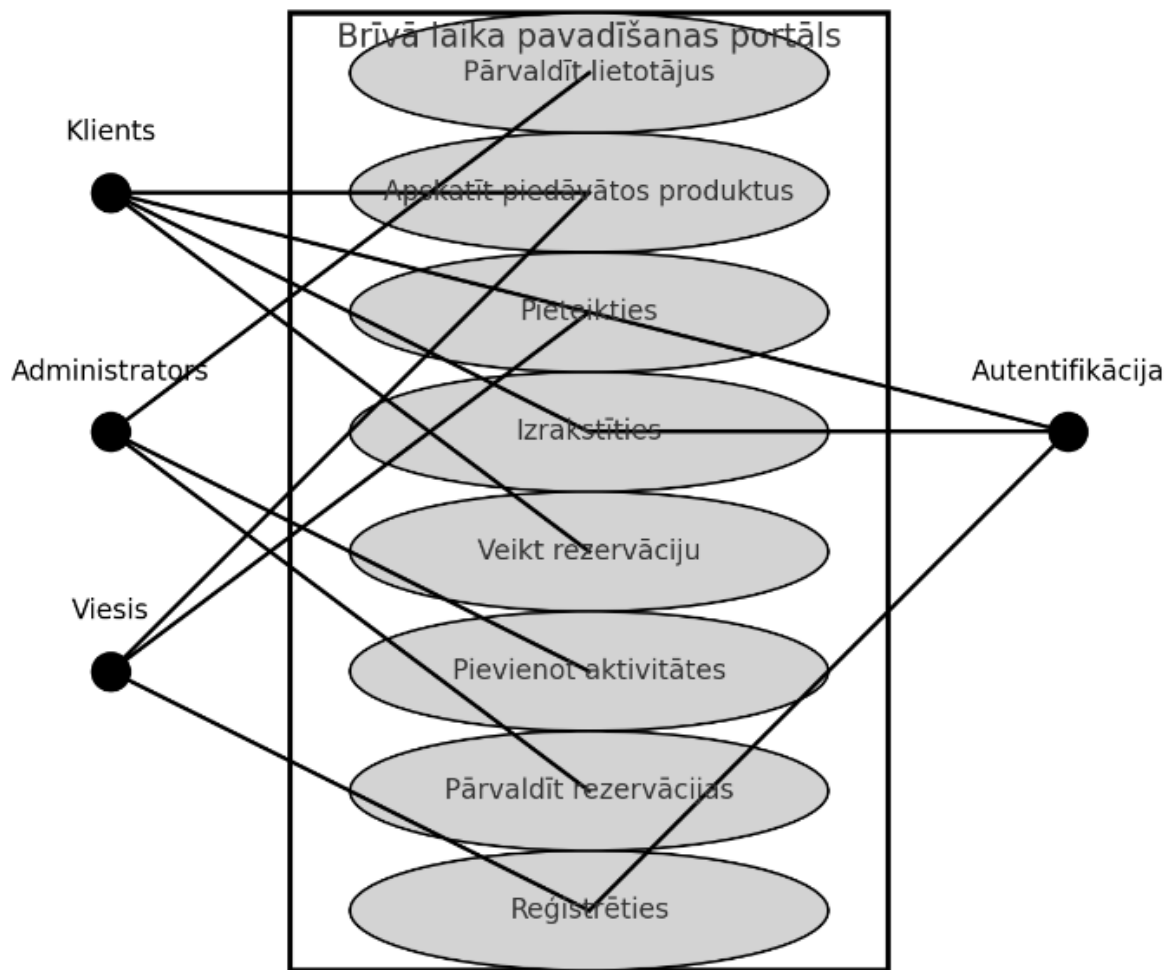 Brīvā laika pavadīšanas portāls
Pārvaldīt lietotājus
Klients
Apskatīt piedāvātos produktus
Pieteikties
Administrators
Autentifikācija
Izrakstīties
Veikt rezervāciju
Viesis
Pievienot aktivitātes
Pārvaldīt rezervācijas
Reģistrēties